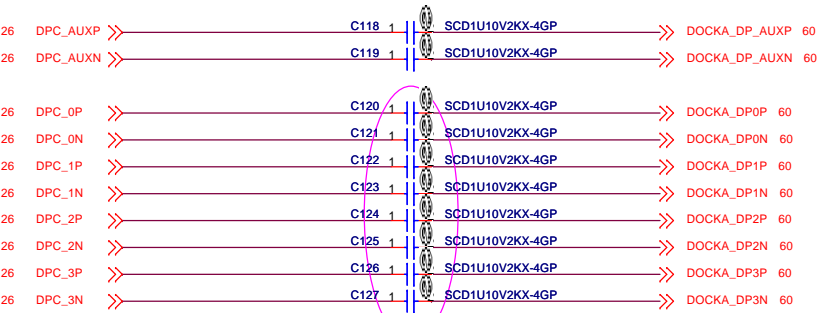 26 DPC_AUXP C118 1 SCD1U10V2KX-4GP DOCKA_DP_AUXP 60
26 DPC_AUXN C119 1 SCD1U10V2KX-4GP DOCKA_DP_AUXN 60
26 DPC_0P C120 1 SCD1U10V2KX-4GP DOCKA_DP0P 60
26 DPC_0N C121 1 SCD1U10V2KX-4GP DOCKA_DP0N 60
26 DPC_1P C122 1 SCD1U10V2KX-4GP DOCKA_DP1P 60
26 DPC_1N C123 1 SCD1U10V2KX-4GP DOCKA_DP1N 60
26 DPC_2P C124 1 SCD1U10V2KX-4GP DOCKA_DP2P 60
26 DPC_2N C125 1 SCD1U10V2KX-4GP DOCKA_DP2N 60
26 DPC_3P C126 1 SCD1U10V2KX-4GP DOCKA_DP3P 60
26 DPC_3N C127 1 SCD1U10V2KX-4GP DOCKA_DP3N 60